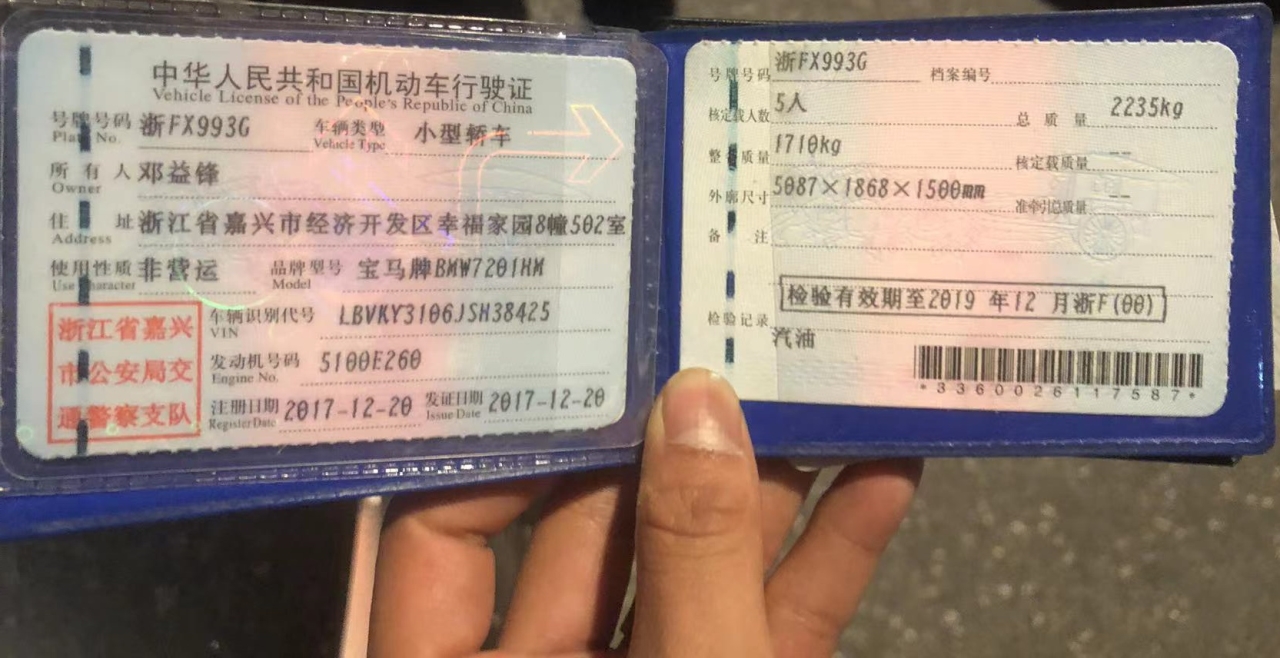 中华人民共和国机动车行驶证
Vehicle License of the People's Republic of China
号牌号码 浙FX993G 车辆类型 小型轿车
Plate No. Vehicle Type
所有人 邓益锋
Owner
住址 浙江省嘉兴市经济开发区幸福家园8幢502室
Address
使用性质 非营运 品牌型号 宝马牌BMW7201HM
Use Character Model
浙江省嘉兴
市公安局交
通警察支队
车辆识别代号 LBVKY3106JSH38425
VIN
发动机号码 5100E260
Engine No.
注册日期 2017-12-20 发证日期 2017-12-20
Register Date Issue Date
号牌号码 浙FX993G 档案编号
核定载人数 5人 总质量 2235kg
整备质量 1710kg 核定载质量 --
外廓尺寸 5087×1868×1500mm 准牵引总质量 --
备注
检验有效期至2019 年12 月浙F(00)
检验记录
汽油
*3360026117587*